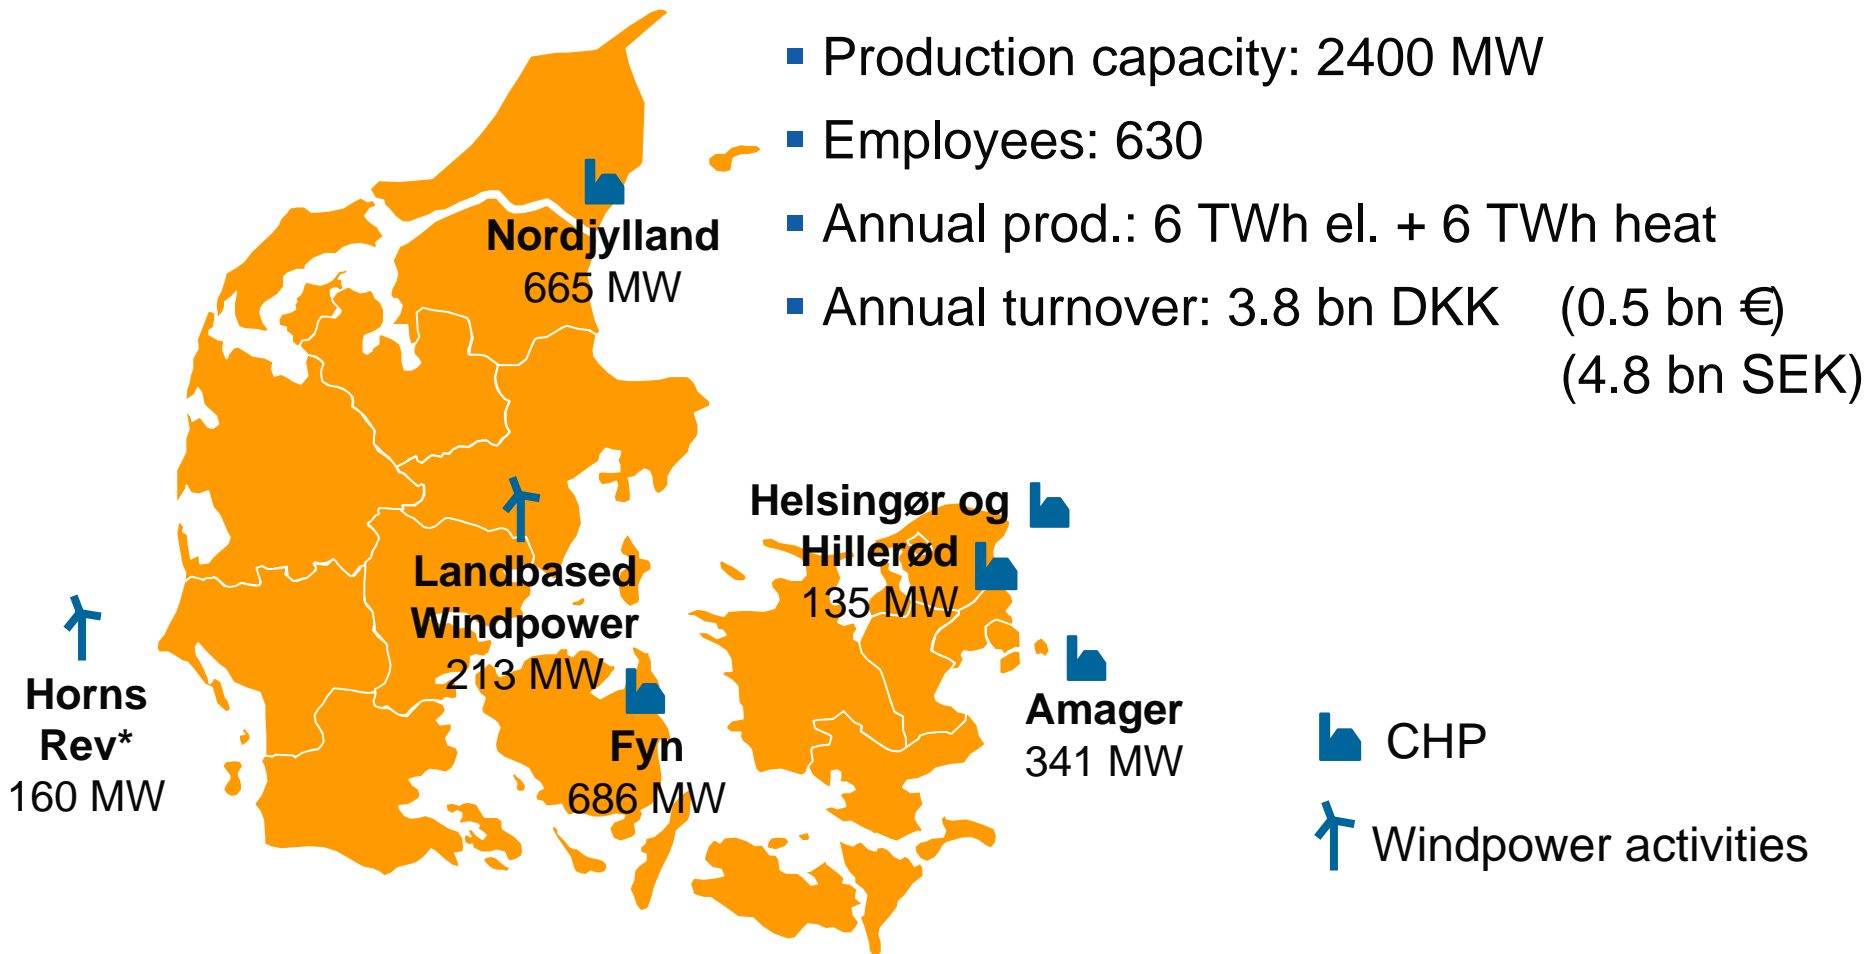 Production capacity: 2400 MW
Employees: 630
Annual prod.: 6 TWh el. + 6 TWh heat
Annual turnover: 3.8 bn DKK (0.5 bn €)
(4.8 bn SEK)
Nordjylland
665 MW
Helsingør og
Hillerød
135 MW
Landbased
Windpower
213 MW
Horns
Rev*
160 MW
Fyn
686 MW
Amager
341 MW
CHP
Windpower activities